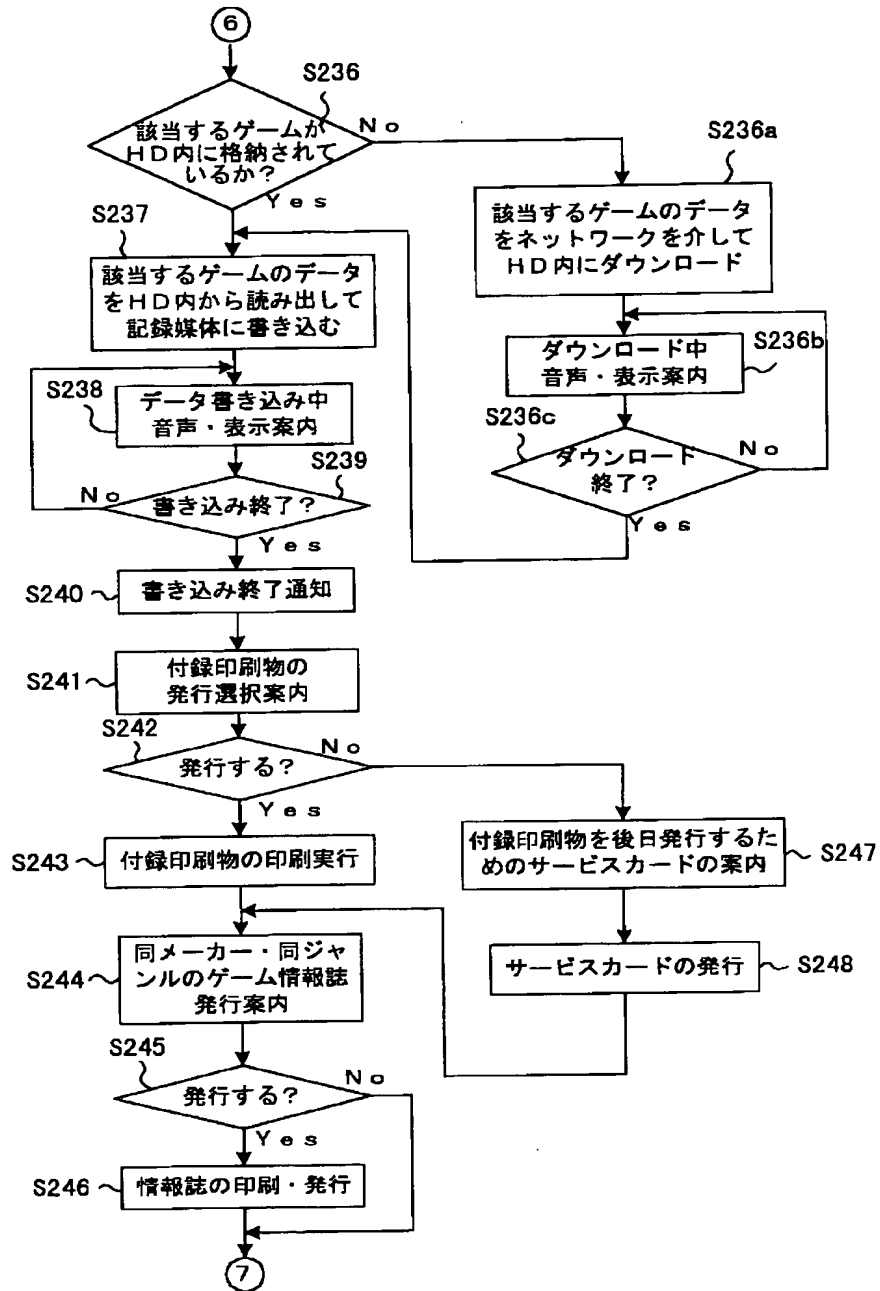 6
S236
該当するゲームが
HD内に格納されて
いるか？
No
Yes
S236a
該当するゲームのデータ
をネットワークを介して
HD内にダウンロード
S237
該当するゲームのデータ
をHD内から読み出して
記録媒体に書き込む
ダウンロード中
音声・表示案内
S236b
S238
データ書き込み中
音声・表示案内
S236c
ダウンロード
終了？
No
Yes
S239
書き込み終了？
No
Yes
S240
書き込み終了通知
S241
付録印刷物の
発行選択案内
S242
発行する？
No
Yes
S243
付録印刷物の印刷実行
付録印刷物を後日発行するた
めのサービスカードの案内
S247
S244
同メーカー・同ジャ
ンルのゲーム情報誌
発行案内
サービスカードの発行
S248
S245
発行する？
No
Yes
S246
情報誌の印刷・発行
7